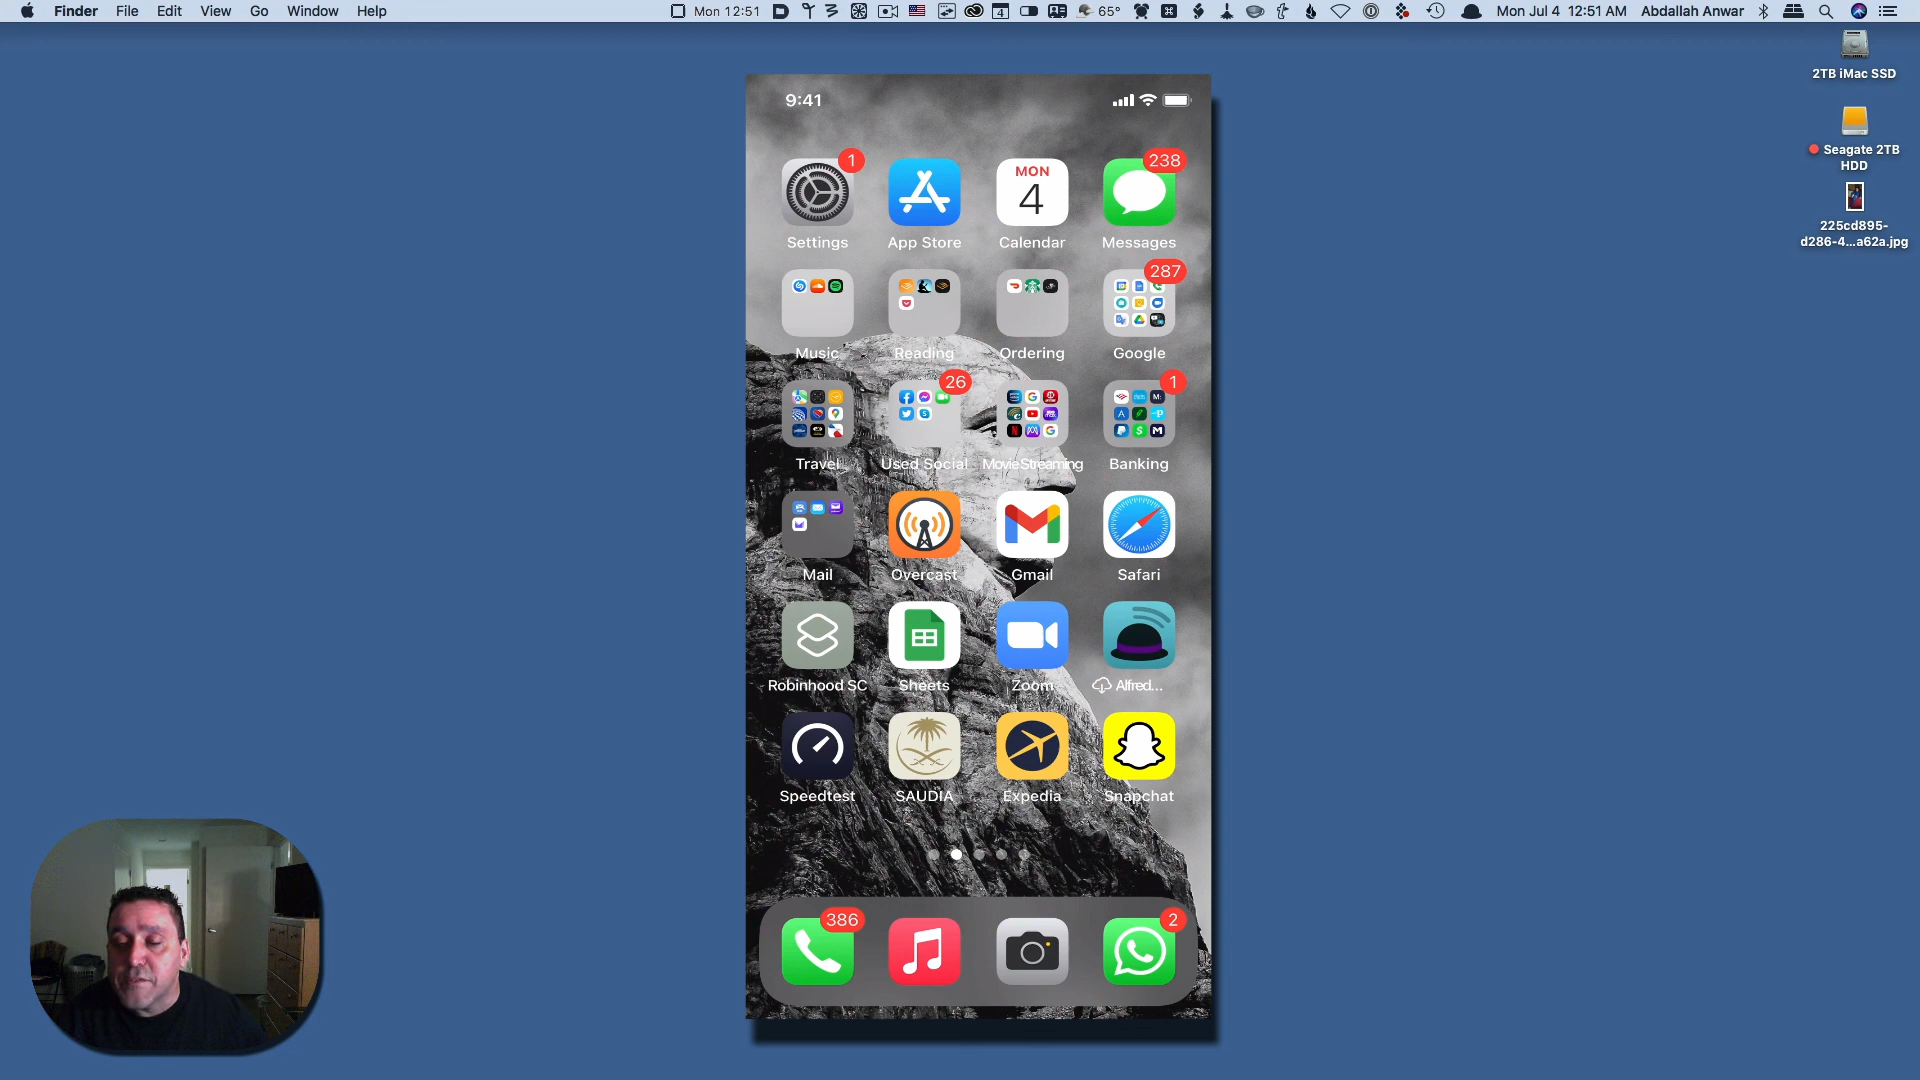 Finder File Edit View Go Window Help Mon 12:51 4 65° Mon Jul 4 12:51 AM Abdallah Anwar
2TB iMac SSD
Seagate 2TB
HDD
225cd895-
d286-4...a62a.jpg
9:41
1 238
MON
4
Settings App Store Calendar Messages
287
Music Reading Ordering Google
26 1
Travel Used Social Movie Streaming Banking
Mail Overcast Gmail Safari
Robinhood SC Sheets Zoom Alfred...
Speedtest SAUDIA Expedia Snapchat
386 2